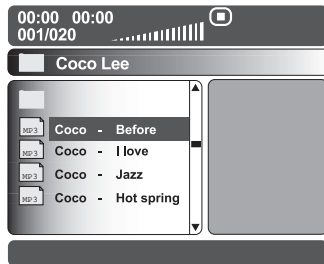 00:00 00:00
001/020
Coco Lee
MP3 Coco - Before
MP3 Coco - I love
MP3 Coco - Jazz
MP3 Coco - Hot spring